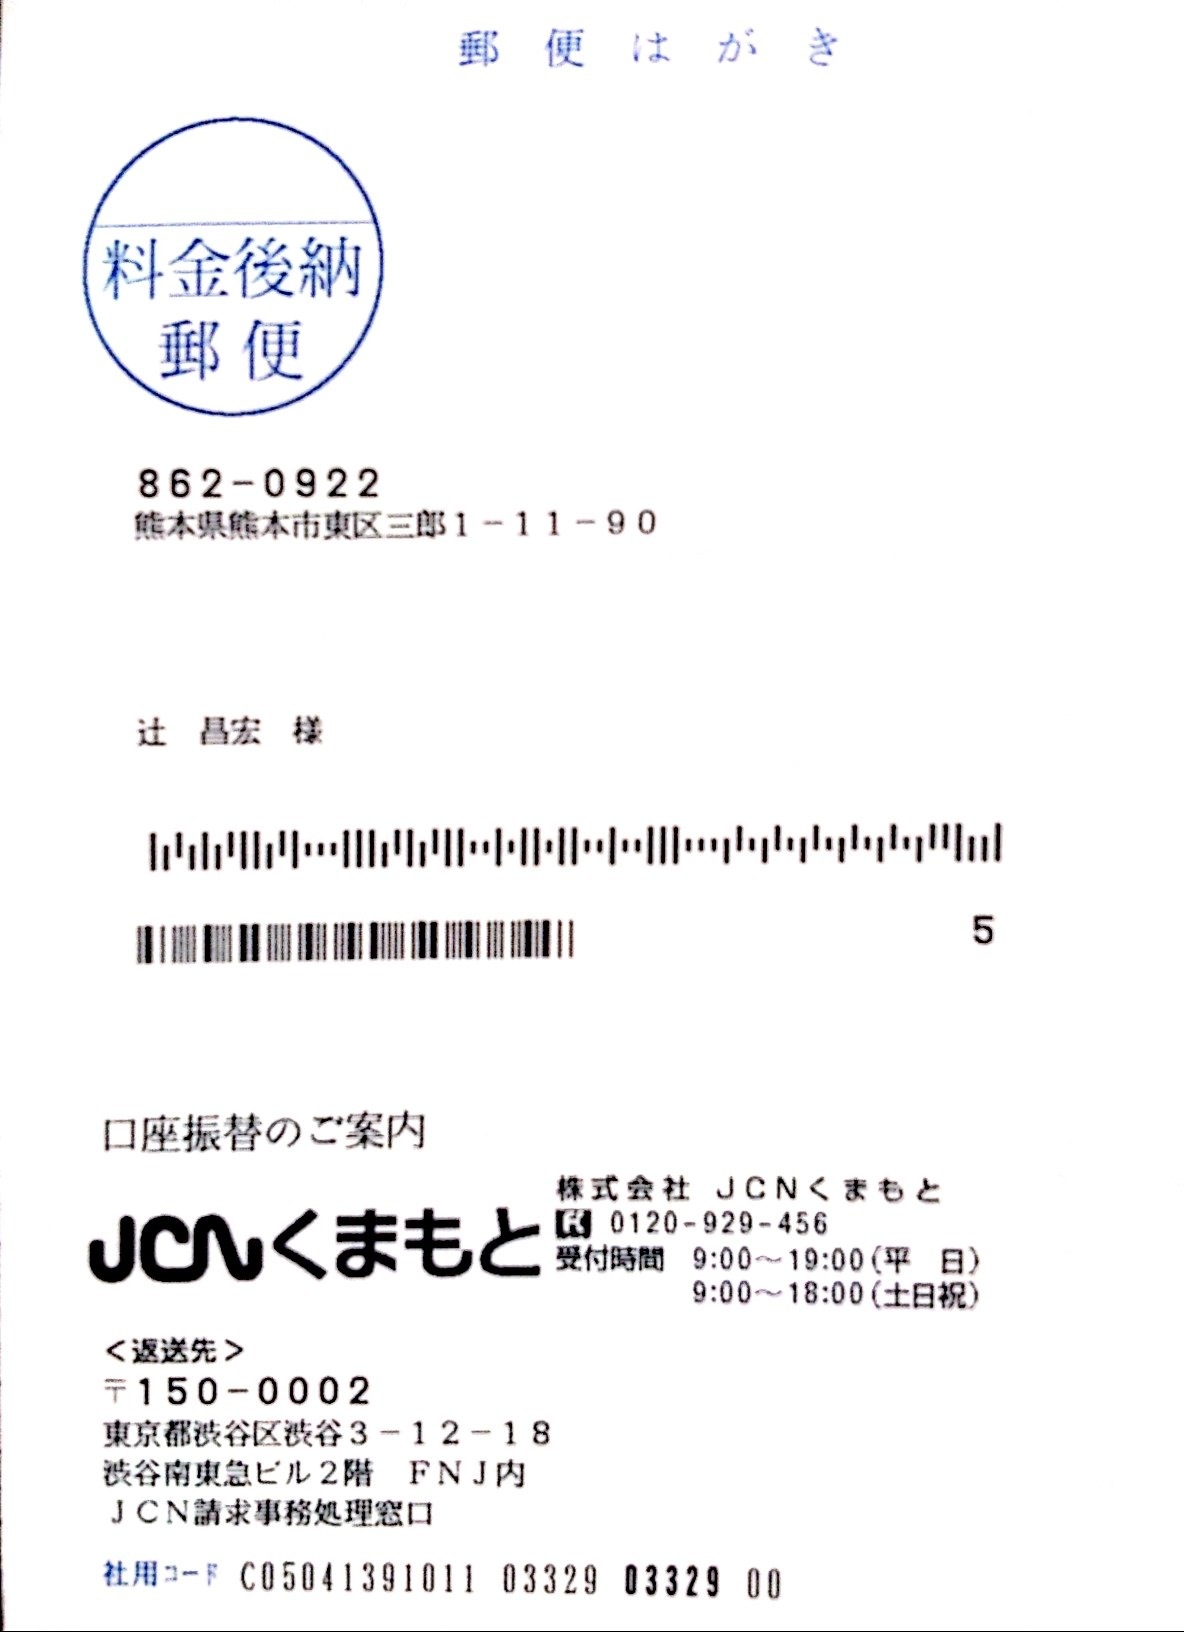 郵便はがき
料金後納
郵便
862-0922
熊本県熊本市東区三郎1-11-90
辻 昌宏 様
5
口座振替のご案内
JCNくまもと
株式会社 JCNくまもと
0120-929-456
受付時間 9:00～19:00(平 日)
9:00～18:00(土日祝)
<返送先>
〒150-0002
東京都渋谷区渋谷3-12-18
渋谷南東急ビル2階 FNJ内
JCN請求事務処理窓口
社用コード C05041391011 03329 03329 00